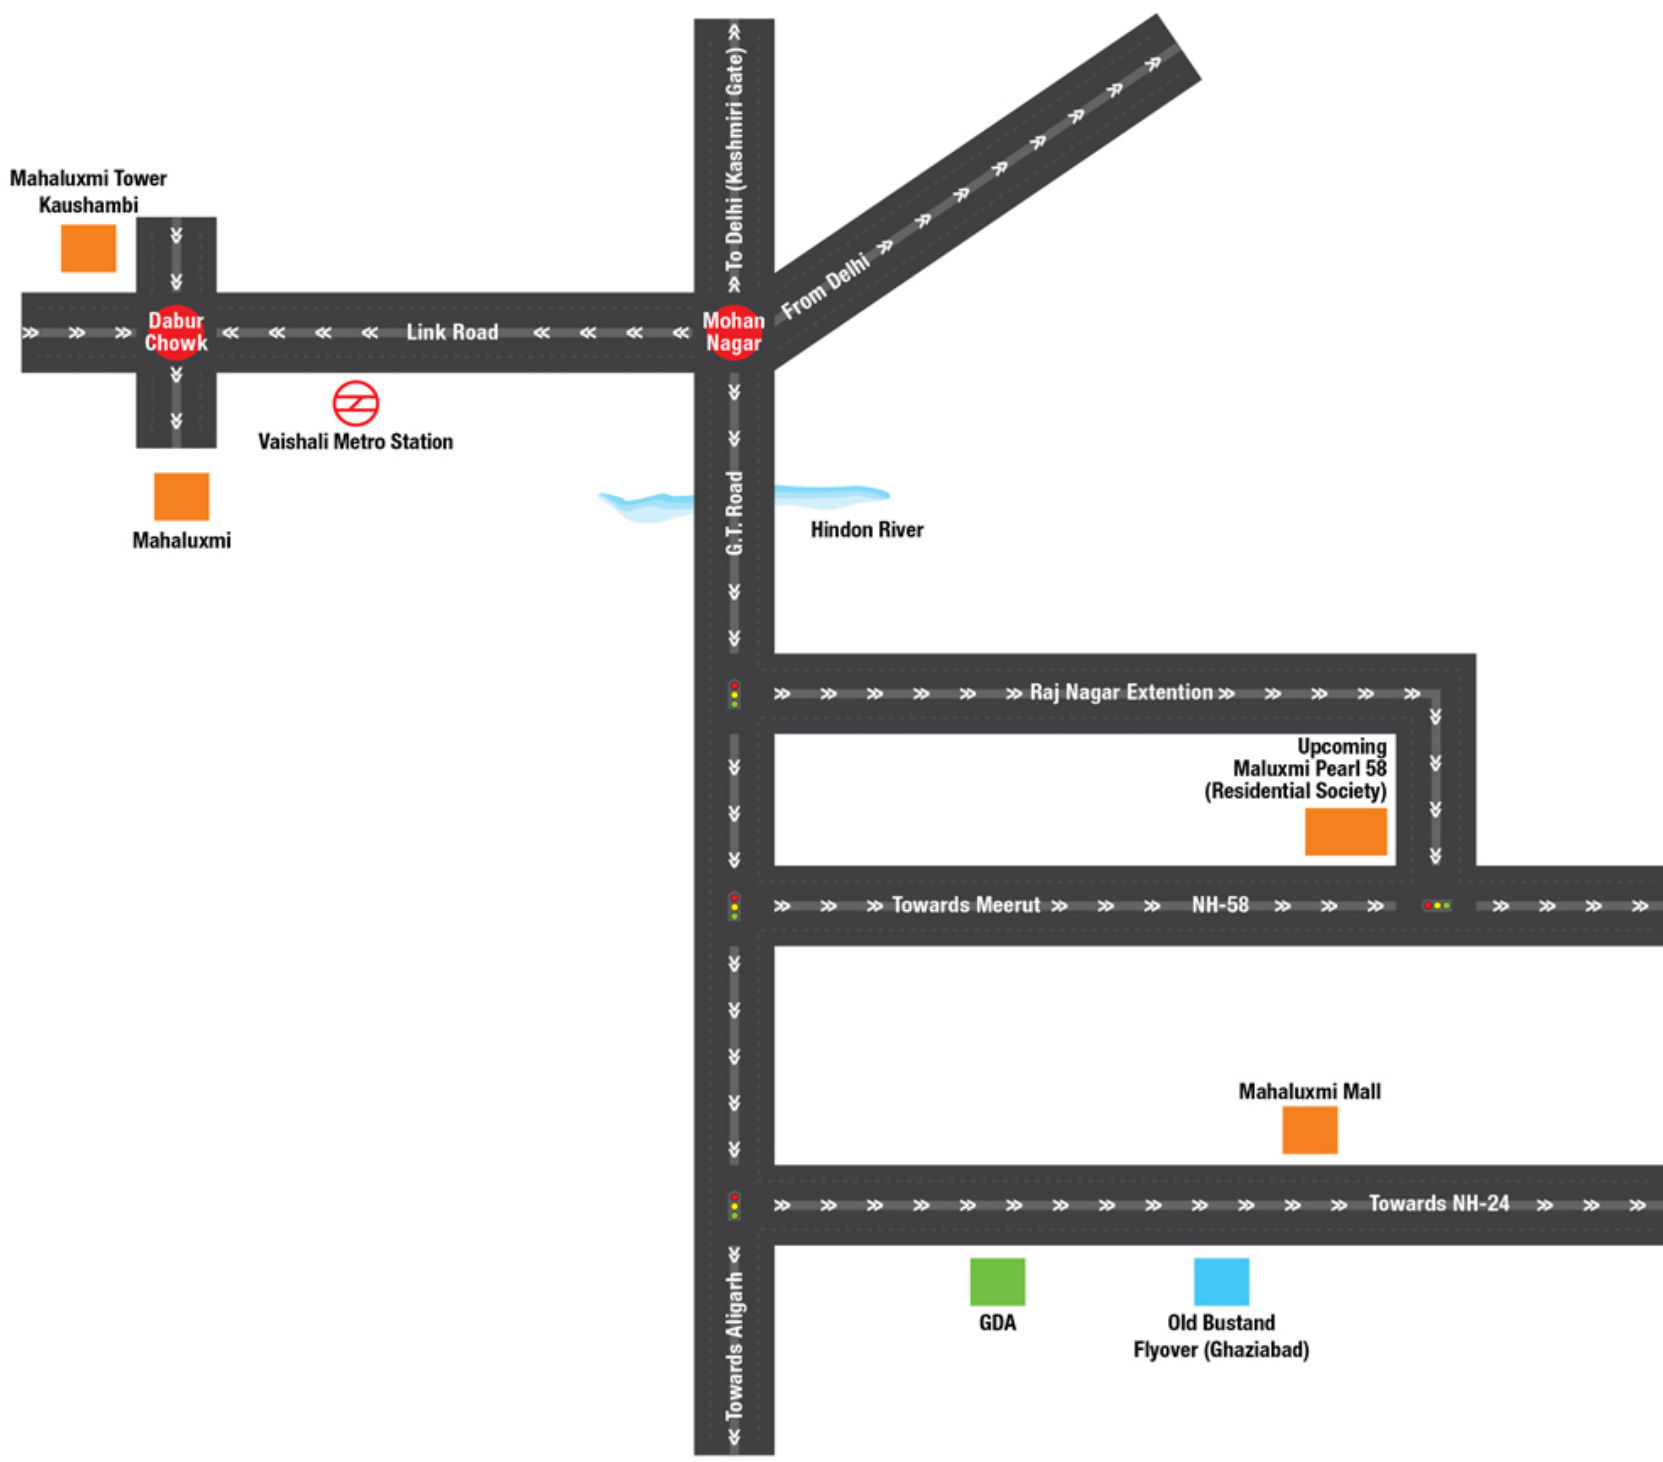 To Delhi (Kashmiri Gate)
From Delhi
Mahaluxmi Tower
Kaushambi
Dabur
Chowk
Link Road
Mohan
Nagar
Vaishali Metro Station
Mahaluxmi
G.T. Road
Hindon River
Raj Nagar Extention
Upcoming
Maluxmi Pearl 58
(Residential Society)
Towards Meerut
NH-58
Mahaluxmi Mall
Towards NH-24
GDA
Old Bustand
Flyover (Ghaziabad)
Towards Aligarh